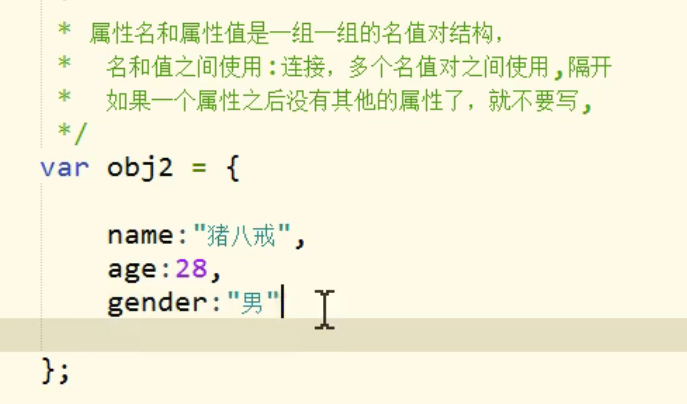 * 属性名和属性值是一组一组的名值对结构，
* 名和值之间使用:连接，多个名值对之间使用,隔开
* 如果一个属性之后没有其他的属性了，就不要写,
*/
var obj2 = {
name:"猪八戒",
age:28,
gender:"男"
};